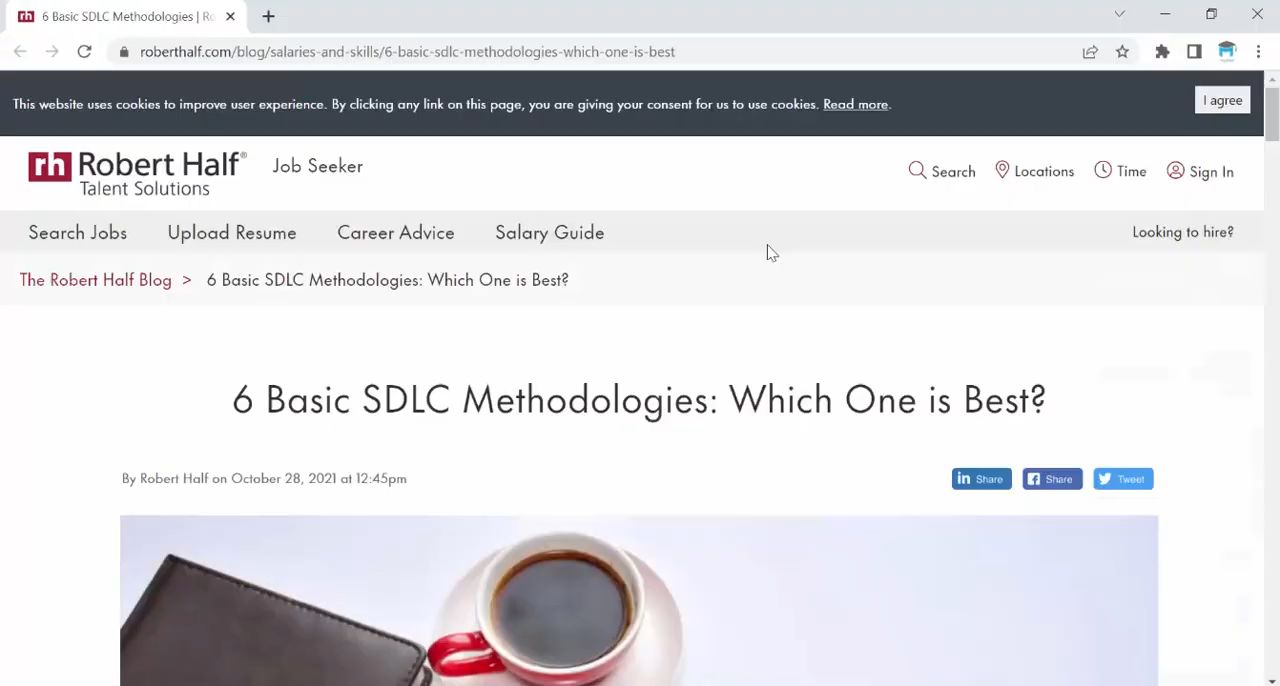 6 Basic SDLC Methodologies | Ro
roberthalf.com/blog/salaries-and-skills/6-basic-sdlc-methodologies-which-one-is-best
This website uses cookies to improve user experience. By clicking any link on this page, you are giving your consent for us to use cookies. Read more.
I agree
rh Robert Half®
Talent Solutions
Job Seeker
Search
Locations
Time
Sign In
Search Jobs
Upload Resume
Career Advice
Salary Guide
Looking to hire?
The Robert Half Blog > 6 Basic SDLC Methodologies: Which One is Best?
6 Basic SDLC Methodologies: Which One is Best?
By Robert Half on October 28, 2021 at 12:45pm
in Share
Share
Tweet